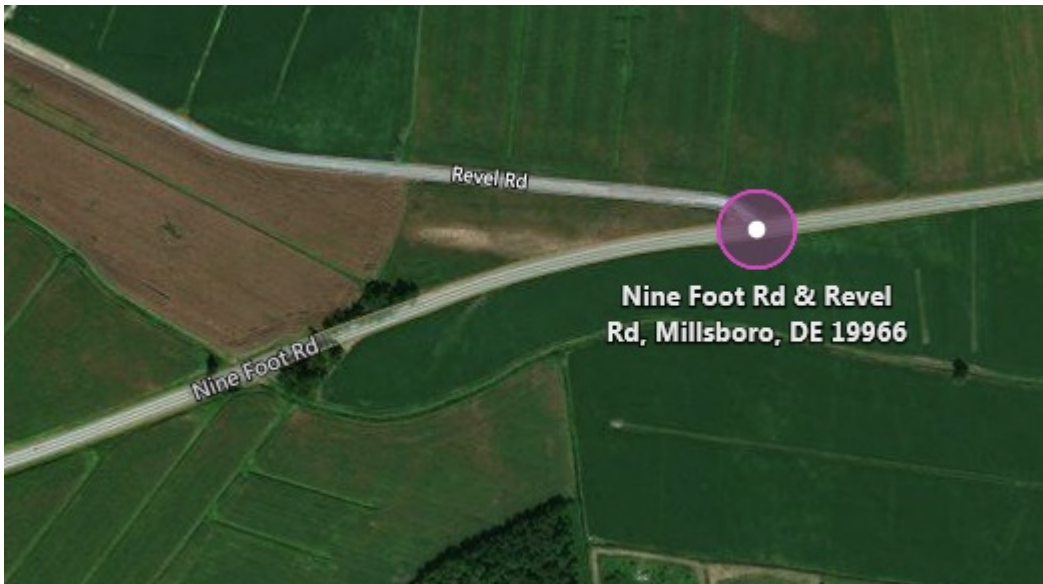 Revel Rd
Nine Foot Rd & Revel
Rd, Millsboro, DE 19966
Nine Foot Rd